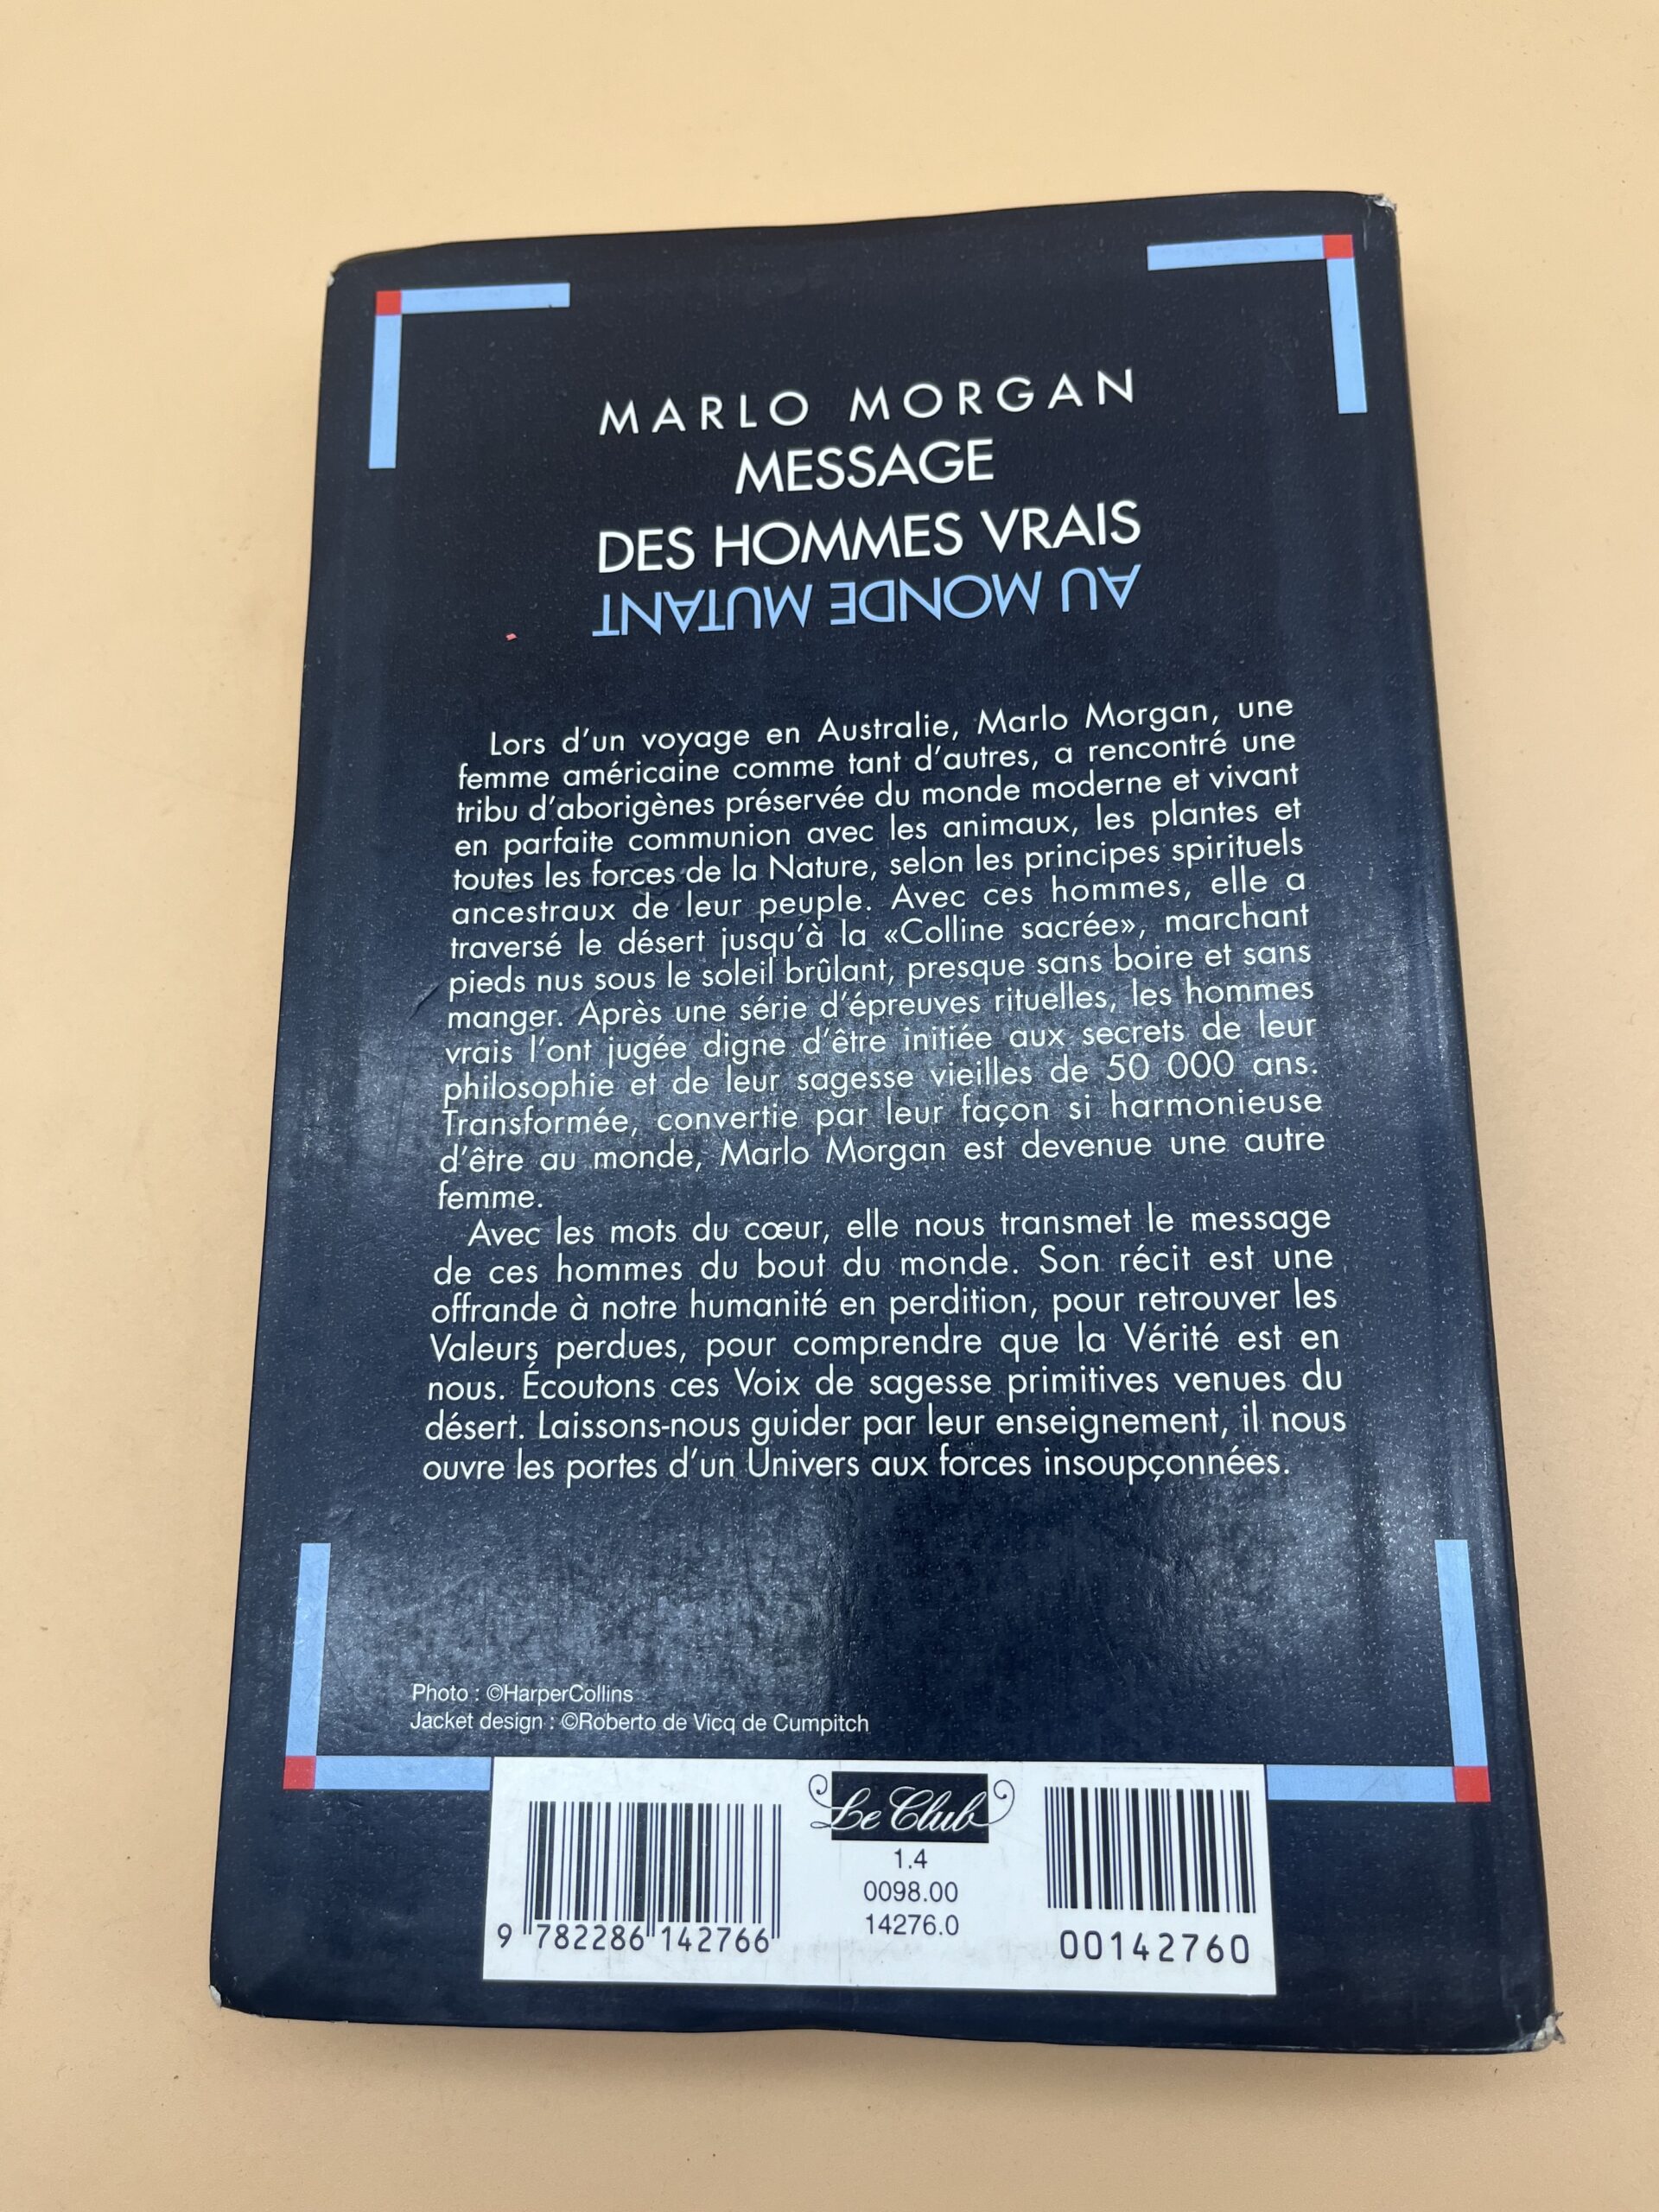 MARLO MORGAN
MESSAGE
DES HOMMES VRAIS
AU MONDE MUTANT
Lors d'un voyage en Australie, Marlo Morgan, une
femme américaine comme tant d'autres, a rencontré une
tribu d'aborigènes préservée du monde moderne et vivant
en parfaite communion avec les animaux, les plantes et
toutes les forces de la Nature, selon les principes spirituels
ancestraux de leur peuple. Avec ces hommes, elle a
traversé le désert jusqu'à la «Colline sacrée», marchant
pieds nus sous le soleil brûlant, presque sans boire et sans
manger. Après une série d'épreuves rituelles, les hommes
vrais l'ont jugée digne d'être initiée aux secrets de leur
philosophie et de leur sagesse vieilles de 50 000 ans.
Transformée, convertie par leur façon si harmonieuse
d'être au monde, Marlo Morgan est devenue une autre
femme.
Avec les mots du cœur, elle nous transmet le message
de ces hommes du bout du monde. Son récit est une
offrande à notre humanité en perdition, pour retrouver les
Valeurs perdues, pour comprendre que la Vérité est en
nous. Écoutons ces Voix de sagesse primitives venues du
désert. Laissons-nous guider par leur enseignement, il nous
ouvre les portes d'un Univers aux forces insoupçonnées.
Photo : ©HarperCollins
Jacket design : ©Roberto de Vicq de Cumpitch
Le Club
1.4
0098.00
14276.0
9 782286 142766
00142760